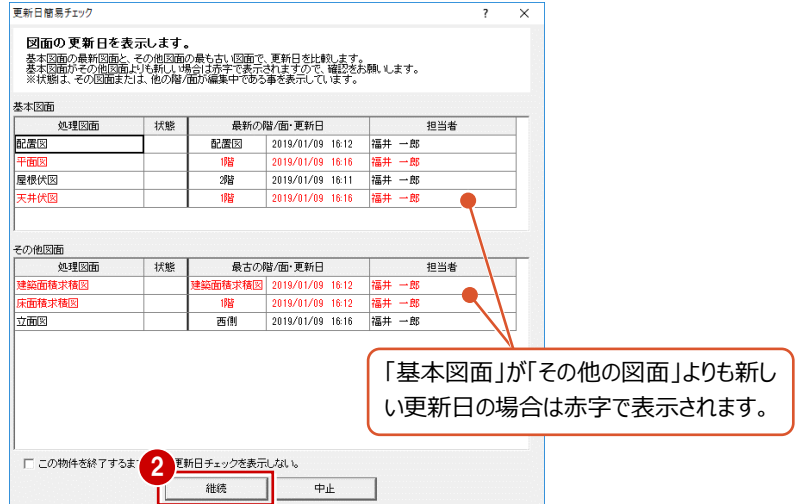 更新日簡易チェック
図面の更新日を表示します。
基本図面の最新図面と、その他図面の最も古い図面で、更新日を比較します。
基本図面がその他図面よりも新しい場合は赤字で表示されますので、確認をお願いします。
※状態は、その図面または、他の階/面が編集中である事を表示しています。
基本図面
処理図面 状態 最新の階/面・更新日 担当者
配置図 配置図 2019/01/09 16:12 福井 一郎
平面図 1階 2019/01/09 16:16 福井 一郎
屋根伏図 2階 2019/01/09 16:11 福井 一郎
天井伏図 1階 2019/01/09 16:16 福井 一郎
その他図面
処理図面 状態 最古の階/面・更新日 担当者
建築面積求積図 建築面積求積図 2019/01/09 16:12 福井 一郎
床面積求積図 1階 2019/01/09 16:12 福井 一郎
立面図 西側 2019/01/09 16:16 福井 一郎
「基本図面」が「その他の図面」よりも新し
い更新日の場合は赤字で表示されます。
この物件を終了するま 更新日チェックを表示しない。
2
継続 中止